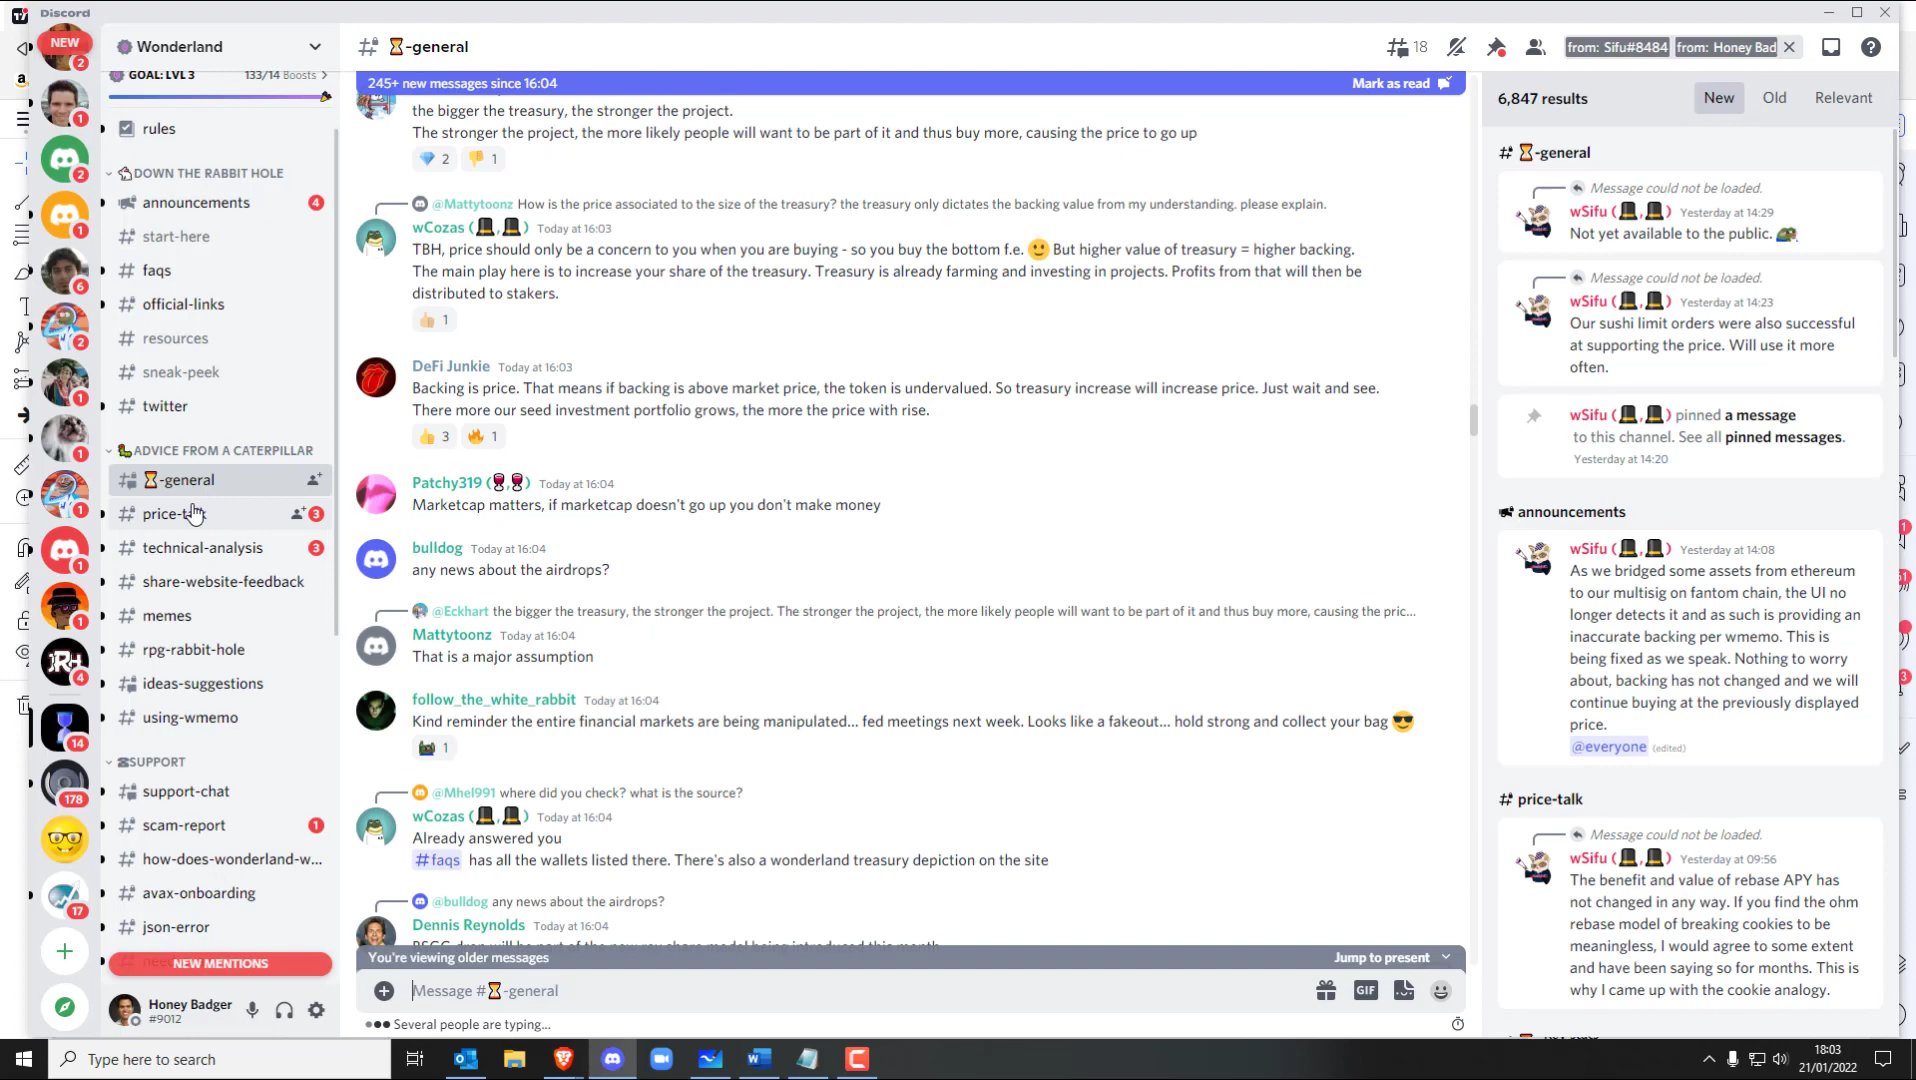 Discord
NEW
2
1
2
1
6
2
1
1
1
1
1
4
14
178
17
Wonderland
GOAL: LVL 3
133/14 Boosts
rules
DOWN THE RABBIT HOLE
announcements
4
start-here
faqs
official-links
resources
sneak-peek
twitter
ADVICE FROM A CATERPILLAR
-general
price-
3
technical-analysis
3
share-website-feedback
memes
rpg-rabbit-hole
ideas-suggestions
using-wmemo
SUPPORT
support-chat
scam-report
1
how-does-wonderland-w...
avax-onboarding
json-error
NEW MENTIONS
Honey Badger
#9012
-general
18
from: Sifu#8484 from: Honey Bad
245+ new messages since 16:04
Mark as read
the bigger the treasury, the stronger the project.
The stronger the project, the more likely people will want to be part of it and thus buy more, causing the price to go up
💎 2 👎 1
@Mattytoonz How is the price associated to the size of the treasury? the treasury only dictates the backing value from my understanding. please explain.
wCozas (🎩,🎩) Today at 16:03
TBH, price should only be a concern to you when you are buying - so you buy the bottom f.e. 🙂 But higher value of treasury = higher backing.
The main play here is to increase your share of the treasury. Treasury is already farming and investing in projects. Profits from that will then be
distributed to stakers.
👍 1
DeFi Junkie Today at 16:03
Backing is price. That means if backing is above market price, the token is undervalued. So treasury increase will increase price. Just wait and see.
There more our seed investment portfolio grows, the more the price with rise.
👍 3 🔥 1
Patchy319 (🍷,🍷) Today at 16:04
Marketcap matters, if marketcap doesn't go up you don't make money
bulldog Today at 16:04
any news about the airdrops?
@Eckhart the bigger the treasury, the stronger the project. The stronger the project, the more likely people will want to be part of it and thus buy more, causing the pric...
Mattytoonz Today at 16:04
That is a major assumption
follow_the_white_rabbit Today at 16:04
Kind reminder the entire financial markets are being manipulated... fed meetings next week. Looks like a fakeout... hold strong and collect your bag 😎
1
@Mhel991 where did you check? what is the source?
wCozas (🎩,🎩) Today at 16:04
Already answered you
#faqs has all the wallets listed there. There's also a wonderland treasury depiction on the site
@bulldog any news about the airdrops?
Dennis Reynolds Today at 16:04
You're viewing older messages
Jump to present
Message #⌛-general
GIF
Several people are typing...
6,847 results
New
Old
Relevant
# ⌛-general
Message could not be loaded.
wSifu (🎩,🎩) Yesterday at 14:29
Not yet available to the public.
Message could not be loaded.
wSifu (🎩,🎩) Yesterday at 14:23
Our sushi limit orders were also successful
at supporting the price. Will use it more
often.
wSifu (🎩,🎩) pinned a message
to this channel. See all pinned messages.
Yesterday at 14:20
announcements
wSifu (🎩,🎩) Yesterday at 14:08
As we bridged some assets from ethereum
to our multisig on fantom chain, the UI no
longer detects it and as such is providing an
inaccurate backing per wmemo. This is
being fixed as we speak. Nothing to worry
about, backing has not changed and we will
continue buying at the previously displayed
price.
@everyone (edited)
# price-talk
Message could not be loaded.
wSifu (🎩,🎩) Yesterday at 09:56
The benefit and value of rebase APY has
not changed in any way. If you find the ohm
rebase model of breaking cookies to be
meaningless, I would agree to some extent
and have been saying so for months. This is
why I came up with the cookie analogy.
Type here to search
18:03
21/01/2022